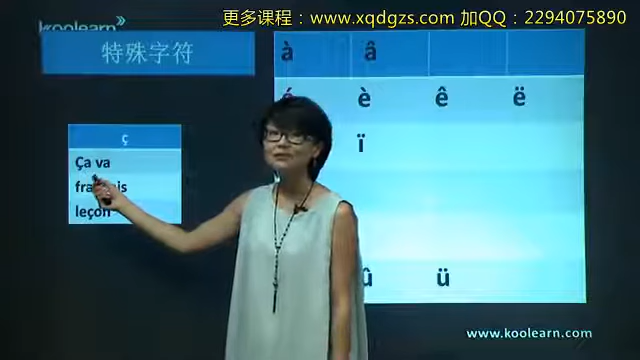 更多课程：www.xqdgzs.com 加QQ：2294075890
koolearn
特殊字符
à â
é è ê ë
ï
û ü
ç
Ça va
français
leçon
www.koolearn.com